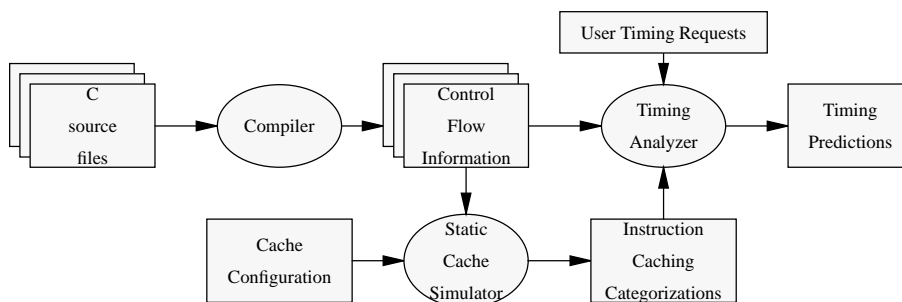 User Timing Requests
C
source
files
Compiler
Control
Flow
Information
Timing
Analyzer
Timing
Predictions
Cache
Configuration
Static
Cache
Simulator
Instruction
Caching
Categorizations